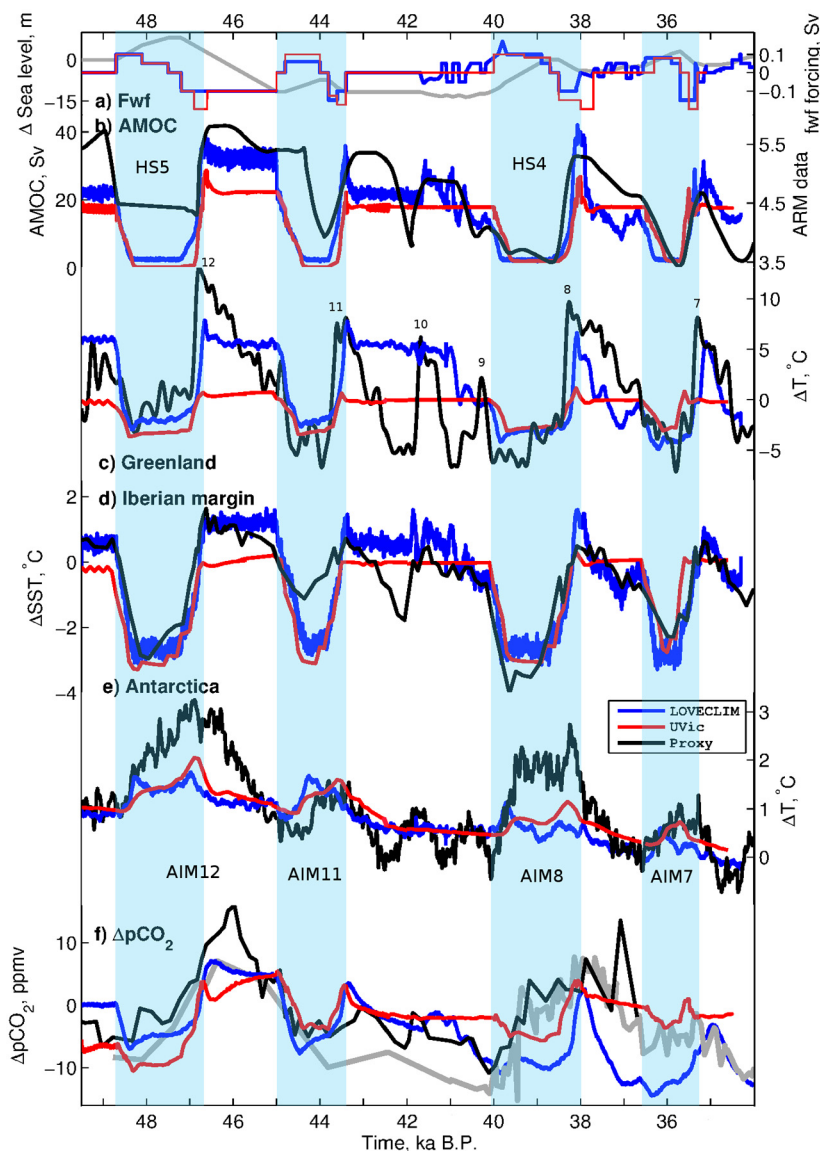 48 46 44 42 40 38 36
Δ Sea level, m
0
−15
a) Fwf
0.1
0
−0.1
fwf forcing, Sv
b) AMOC
AMOC, Sv
40
20
0
HS5
HS4
5.5
4.5
3.5
ARM data
12
11
10
9
8
7
10
5
0
−5
ΔT, °C
c) Greenland
d) Iberian margin
ΔSST, °C
2
0
−2
−4
e) Antarctica
LOVECLIM
UVic
Proxy
3
2
1
0
ΔT, °C
AIM12
AIM11
AIM8
AIM7
f) ΔpCO2
ΔpCO2, ppmv
10
0
−10
48 46 44 42 40 38 36
Time, ka B.P.